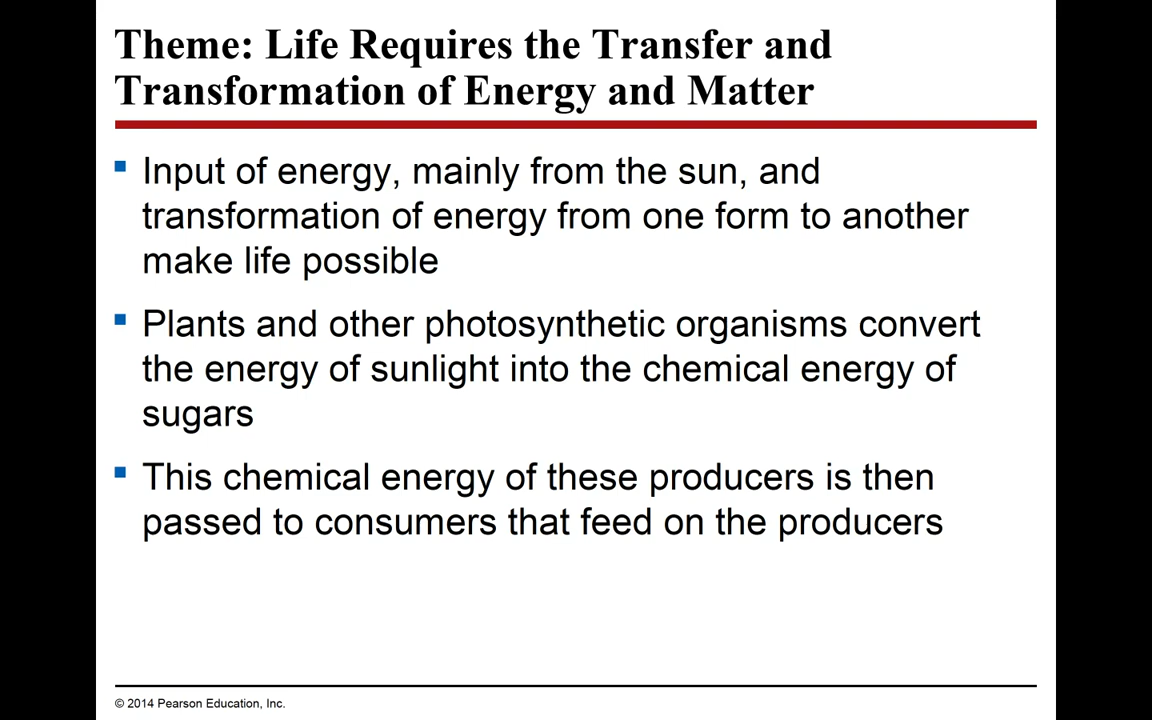 Theme: Life Requires the Transfer and
Transformation of Energy and Matter
Input of energy, mainly from the sun, and
transformation of energy from one form to another
make life possible
Plants and other photosynthetic organisms convert
the energy of sunlight into the chemical energy of
sugars
This chemical energy of these producers is then
passed to consumers that feed on the producers
© 2014 Pearson Education, Inc.